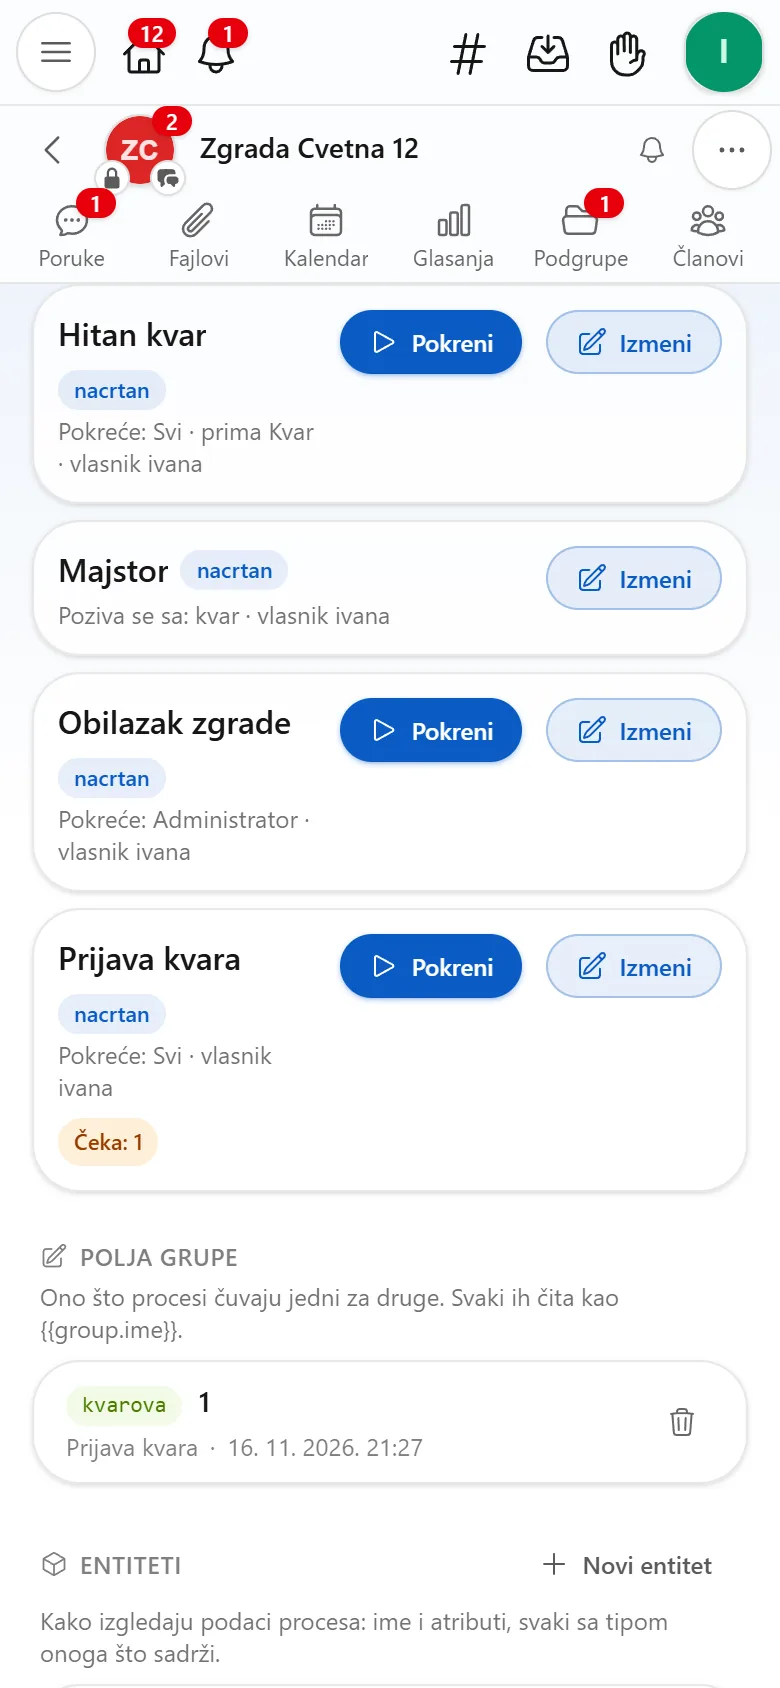 12
1
I
2
ZC
Zgrada Cvetna 12
1
1
Poruke
Fajlovi
Kalendar
Glasanja
Podgrupe
Članovi
Hitan kvar
Pokreni
Izmeni
nacrtan
Pokreće: Svi · prima Kvar
· vlasnik ivana
Majstor
nacrtan
Izmeni
Poziva se sa: kvar · vlasnik ivana
Obilazak zgrade
Pokreni
Izmeni
nacrtan
Pokreće: Administrator ·
vlasnik ivana
Prijava kvara
Pokreni
Izmeni
nacrtan
Pokreće: Svi · vlasnik
ivana
Čeka: 1
POLJA GRUPE
Ono što procesi čuvaju jedni za druge. Svaki ih čita kao
{{group.ime}}.
kvarova 1
Prijava kvara · 16. 11. 2026. 21:27
ENTITETI
Novi entitet
Kako izgledaju podaci procesa: ime i atributi, svaki sa tipom
onoga što sadrži.